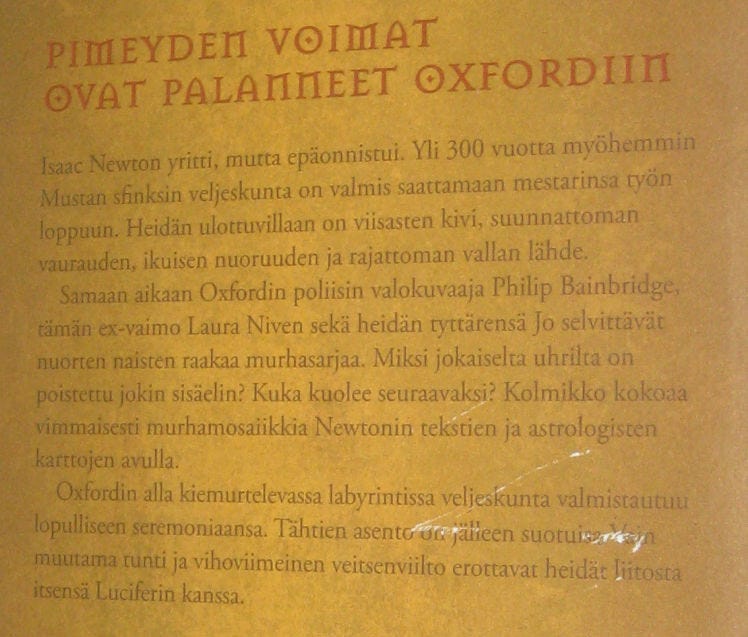 PIMEYDEN VOIMAT
OVAT PALANNEET OXFORDIIN
Isaac Newton yritti, mutta epäonnistui. Yli 300 vuotta myöhemmin
Mustan sfinksin veljeskunta on valmis saattamaan mestarinsa työn
loppuun. Heidän ulottuvillaan on viisasten kivi, suunnattoman
vaurauden, ikuisen nuoruuden ja rajattoman vallan lähde.
Samaan aikaan Oxfordin poliisin valokuvaaja Philip Bainbridge,
tämän ex-vaimo Laura Niven sekä heidän tyttärensä Jo selvittävät
nuorten naisten raakaa murhasarjaa. Miksi jokaiselta uhrilta on
poistettu jokin sisäelin? Kuka kuolee seuraavaksi? Kolmikko kokoaa
vimmaisesti murhamosaiikkia Newtonin tekstien ja astrologisten
karttojen avulla.
Oxfordin alla kiemurtelevassa labyrintissa veljeskunta valmistautuu
lopulliseen seremoniaansa. Tähtien asento on jälleen suotuisa. Vain
muutama tunti ja vihoviimeinen veitsenviilto erottavat heidät liitosta
itsensä Luciferin kanssa.